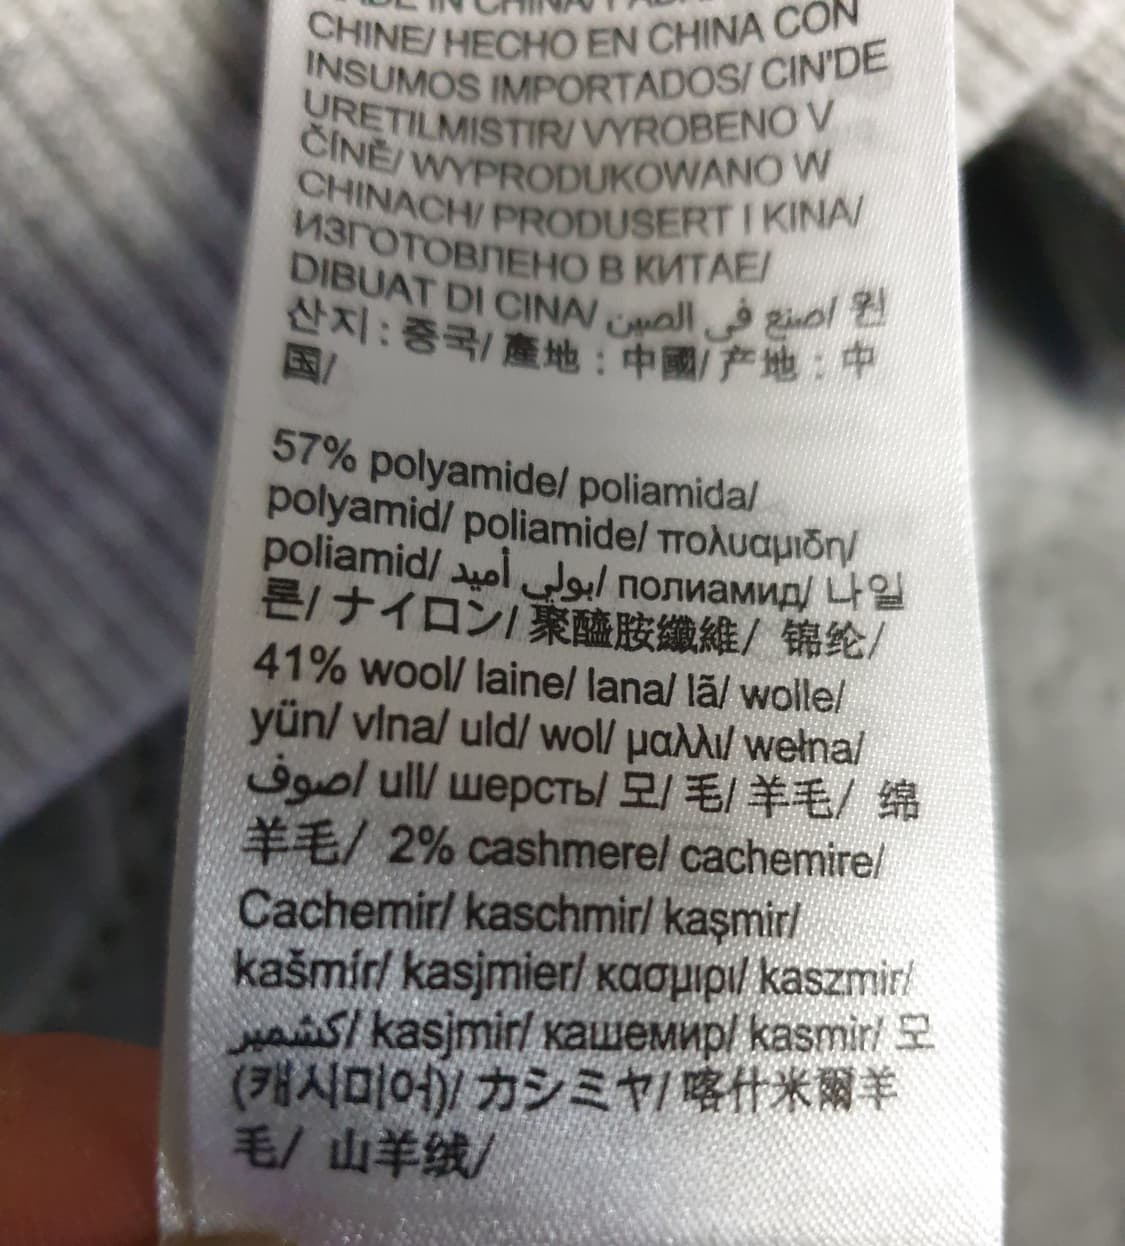 MADE IN CHINA/
CHINE/ HECHO EN CHINA CON
INSUMOS IMPORTADOS/ CIN'DE
URETILMISTIR/ VYROBENO V
ČÍNĚ/ WYPRODUKOWANO W
CHINACH/ PRODUSERT I KINA/
ИЗГОТОВЛЕНО В КИТАЕ/
DIBUAT DI CINA/ صنع في الصين/ 원
산지 : 중국/ 產地 : 中國/ 产地 : 中
国/
57% polyamide/ poliamida/
polyamid/ poliamide/ πολυαμιδη/
poliamid/ بولي أميد/ полиамид/ 나일
론/ ナイロン/ 聚醯胺纖維/ 锦纶/
41% wool/ laine/ lana/ lã/ wolle/
yün/ vlna/ uld/ wol/ μαλλι/ wełna/
صوف/ ull/ шерсть/ 모/ 毛/ 羊毛/ 绵
羊毛/ 2% cashmere/ cachemire/
Cachemir/ kaschmir/ kaşmir/
kašmír/ kasjmier/ κασμιρι/ kaszmir/
كشمير/ kasjmir/ кашемир/ kasmir/ 모
(캐시미어)/ カシミヤ/ 喀什米爾羊
毛/ 山羊绒/